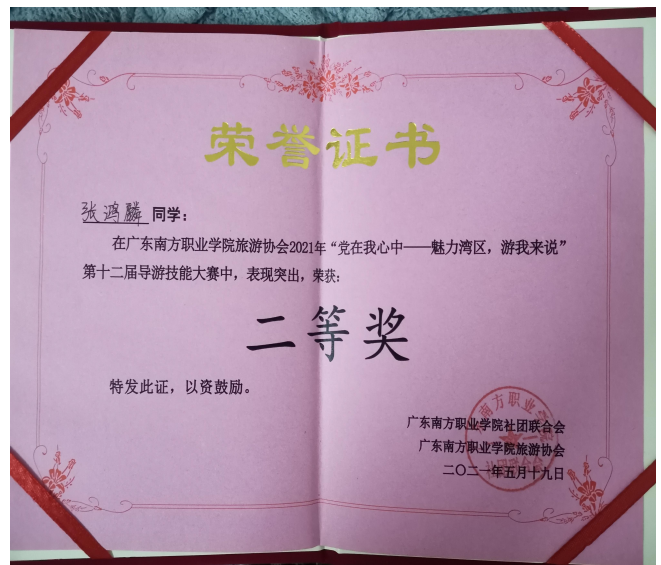 荣誉证书
张鸿麟 同学：
在广东南方职业学院旅游协会2021年“党在我心中——魅力湾区，游我来说”
第十二届导游技能大赛中，表现突出，荣获：
二等奖
特发此证，以资鼓励。
广东南方职业学院社团联合会
广东南方职业学院旅游协会
二〇二一年五月十九日